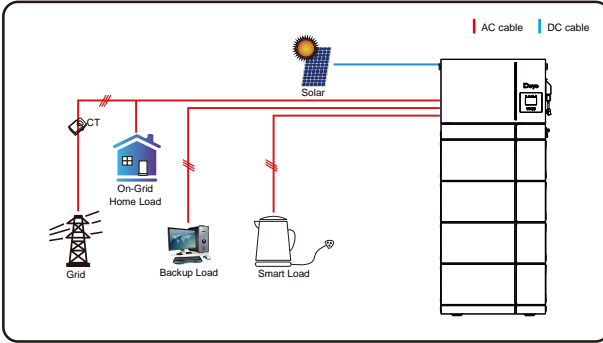 AC cable
DC cable
Deye
Solar
CT
On-Grid
Home Load
Grid
Backup Load
Smart Load